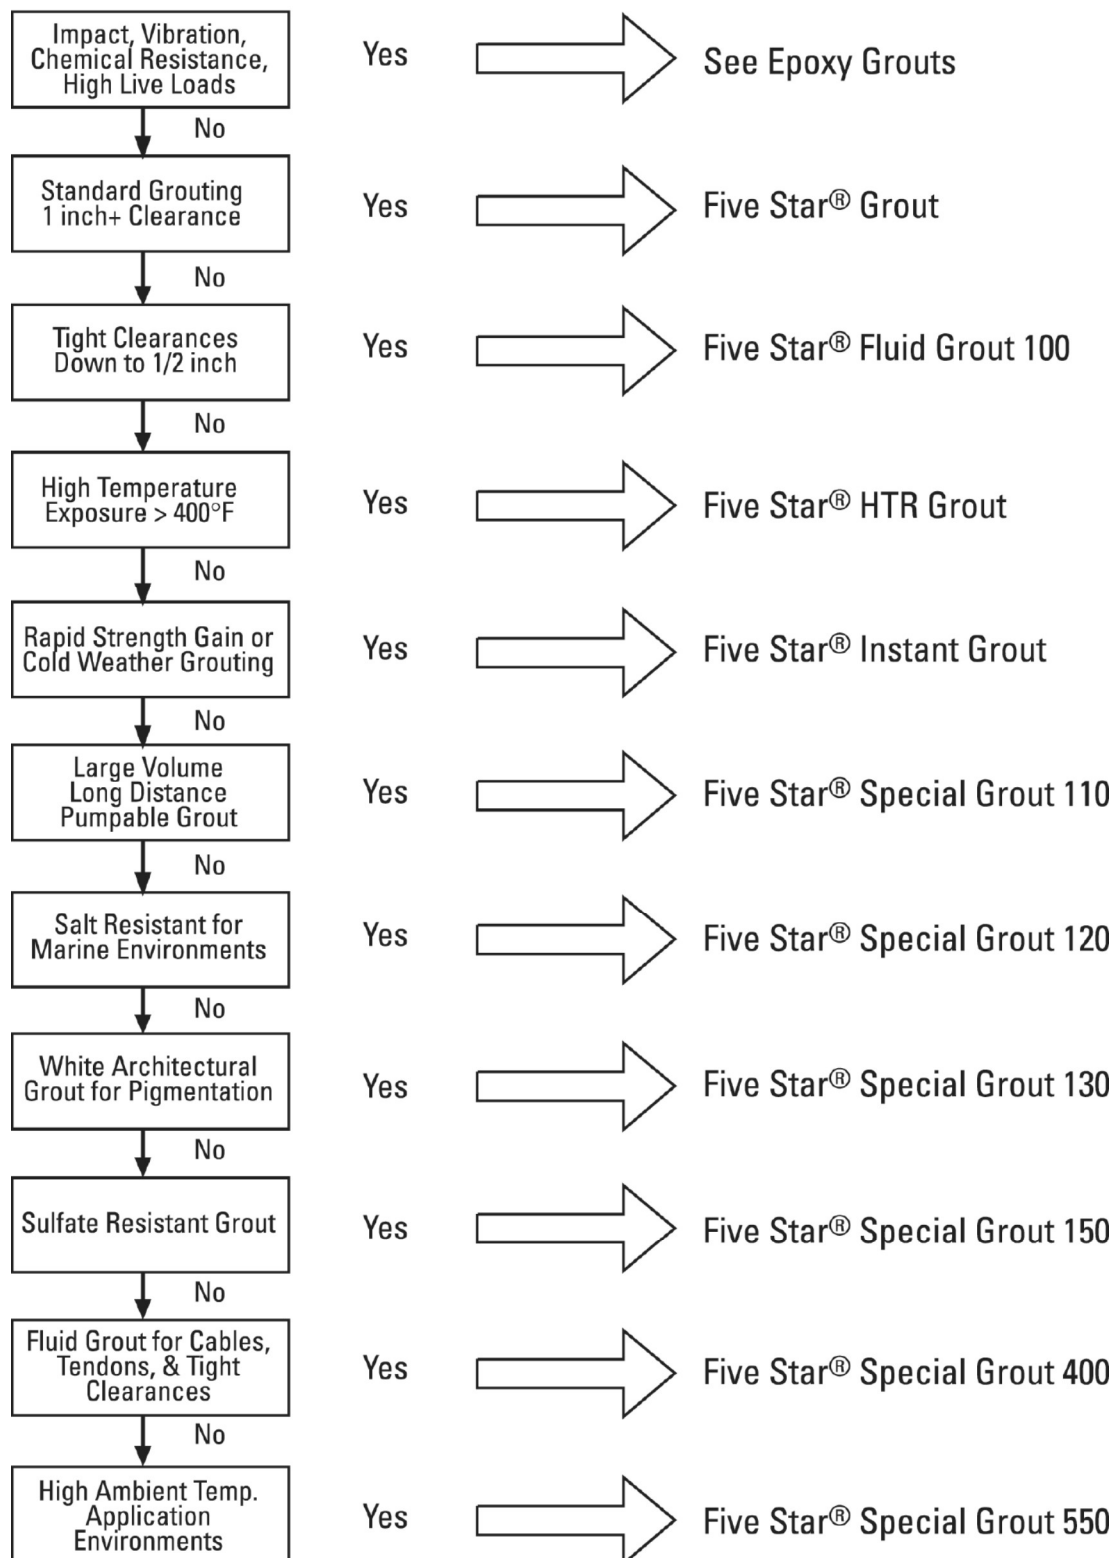 Impact, Vibration,
Chemical Resistance,
High Live Loads
Yes
See Epoxy Grouts
No
Standard Grouting
1 inch+ Clearance
Yes
Five Star® Grout
No
Tight Clearances
Down to 1/2 inch
Yes
Five Star® Fluid Grout 100
No
High Temperature
Exposure > 400°F
Yes
Five Star® HTR Grout
No
Rapid Strength Gain or
Cold Weather Grouting
Yes
Five Star® Instant Grout
No
Large Volume
Long Distance
Pumpable Grout
Yes
Five Star® Special Grout 110
No
Salt Resistant for
Marine Environments
Yes
Five Star® Special Grout 120
No
White Architectural
Grout for Pigmentation
Yes
Five Star® Special Grout 130
No
Sulfate Resistant Grout
Yes
Five Star® Special Grout 150
No
Fluid Grout for Cables,
Tendons, & Tight
Clearances
Yes
Five Star® Special Grout 400
No
High Ambient Temp.
Application
Environments
Yes
Five Star® Special Grout 550